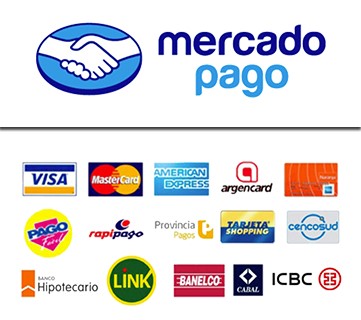 mercado
pago
VISA
MasterCard
AMERICAN
EXPRESS
argencard
Naranja
PAGO
fácil
rapipago
Provincia
Pagos
TARJETA
SHOPPING
cencosud
BANCO
Hipotecario
LINK
BANELCO
CABAL
ICBC